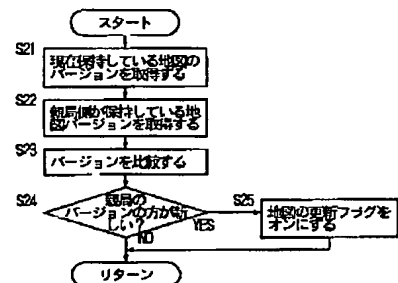 スタート
S21
現在保持している地図の
バージョンを取得する
S22
親局側が保持している地
図バージョンを取得する
S23
バージョンを比較する
S24
親局の
バージョンの方が新
しい？
NO
YES
S25
地図の更新フラグを
オンにする
リターン